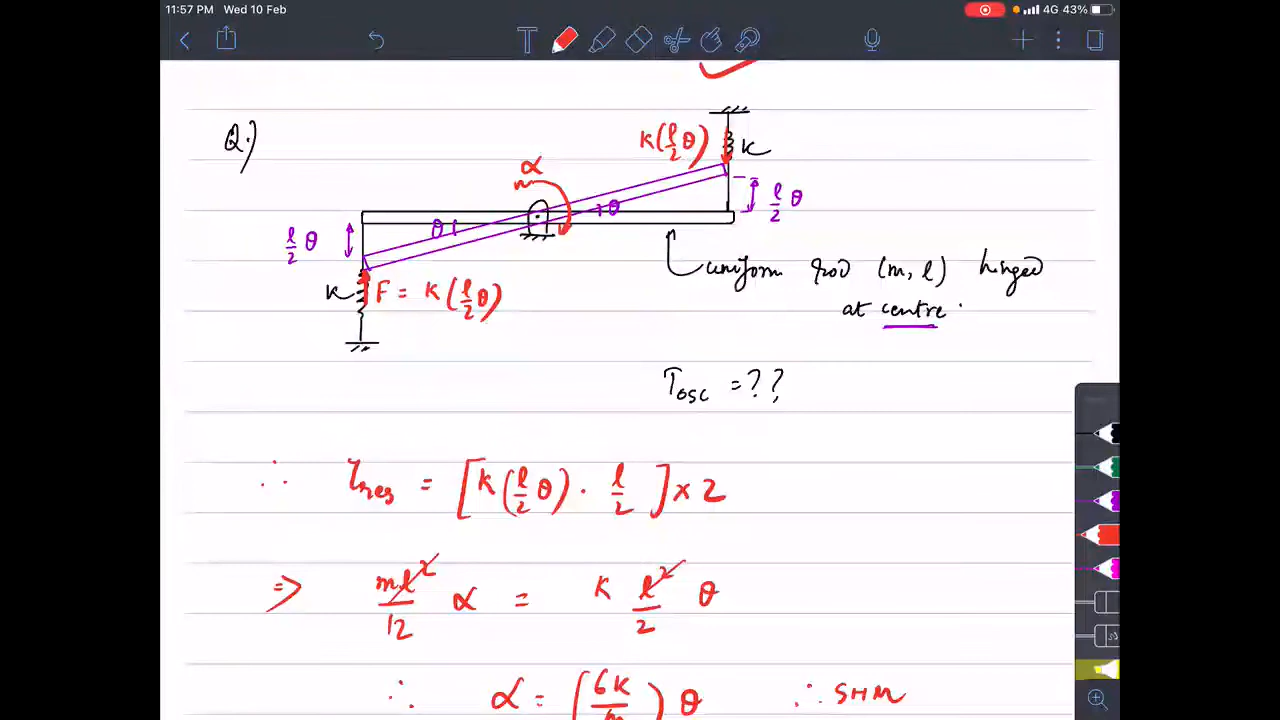 11:57 PM Wed 10 Feb
4G 43%
T
Q.)
K(l/2 θ)
K
α
θ
θ
l/2 θ
l/2 θ
K
F = K(l/2 θ)
uniform rod (m, l) hinged
at centre.
Tosc = ??
∴ τres = [K(l/2 θ) · l/2] × 2
⇒ ml²/12 α = K l²/2 θ
∴ α = (6K/m) θ ∴ SHM